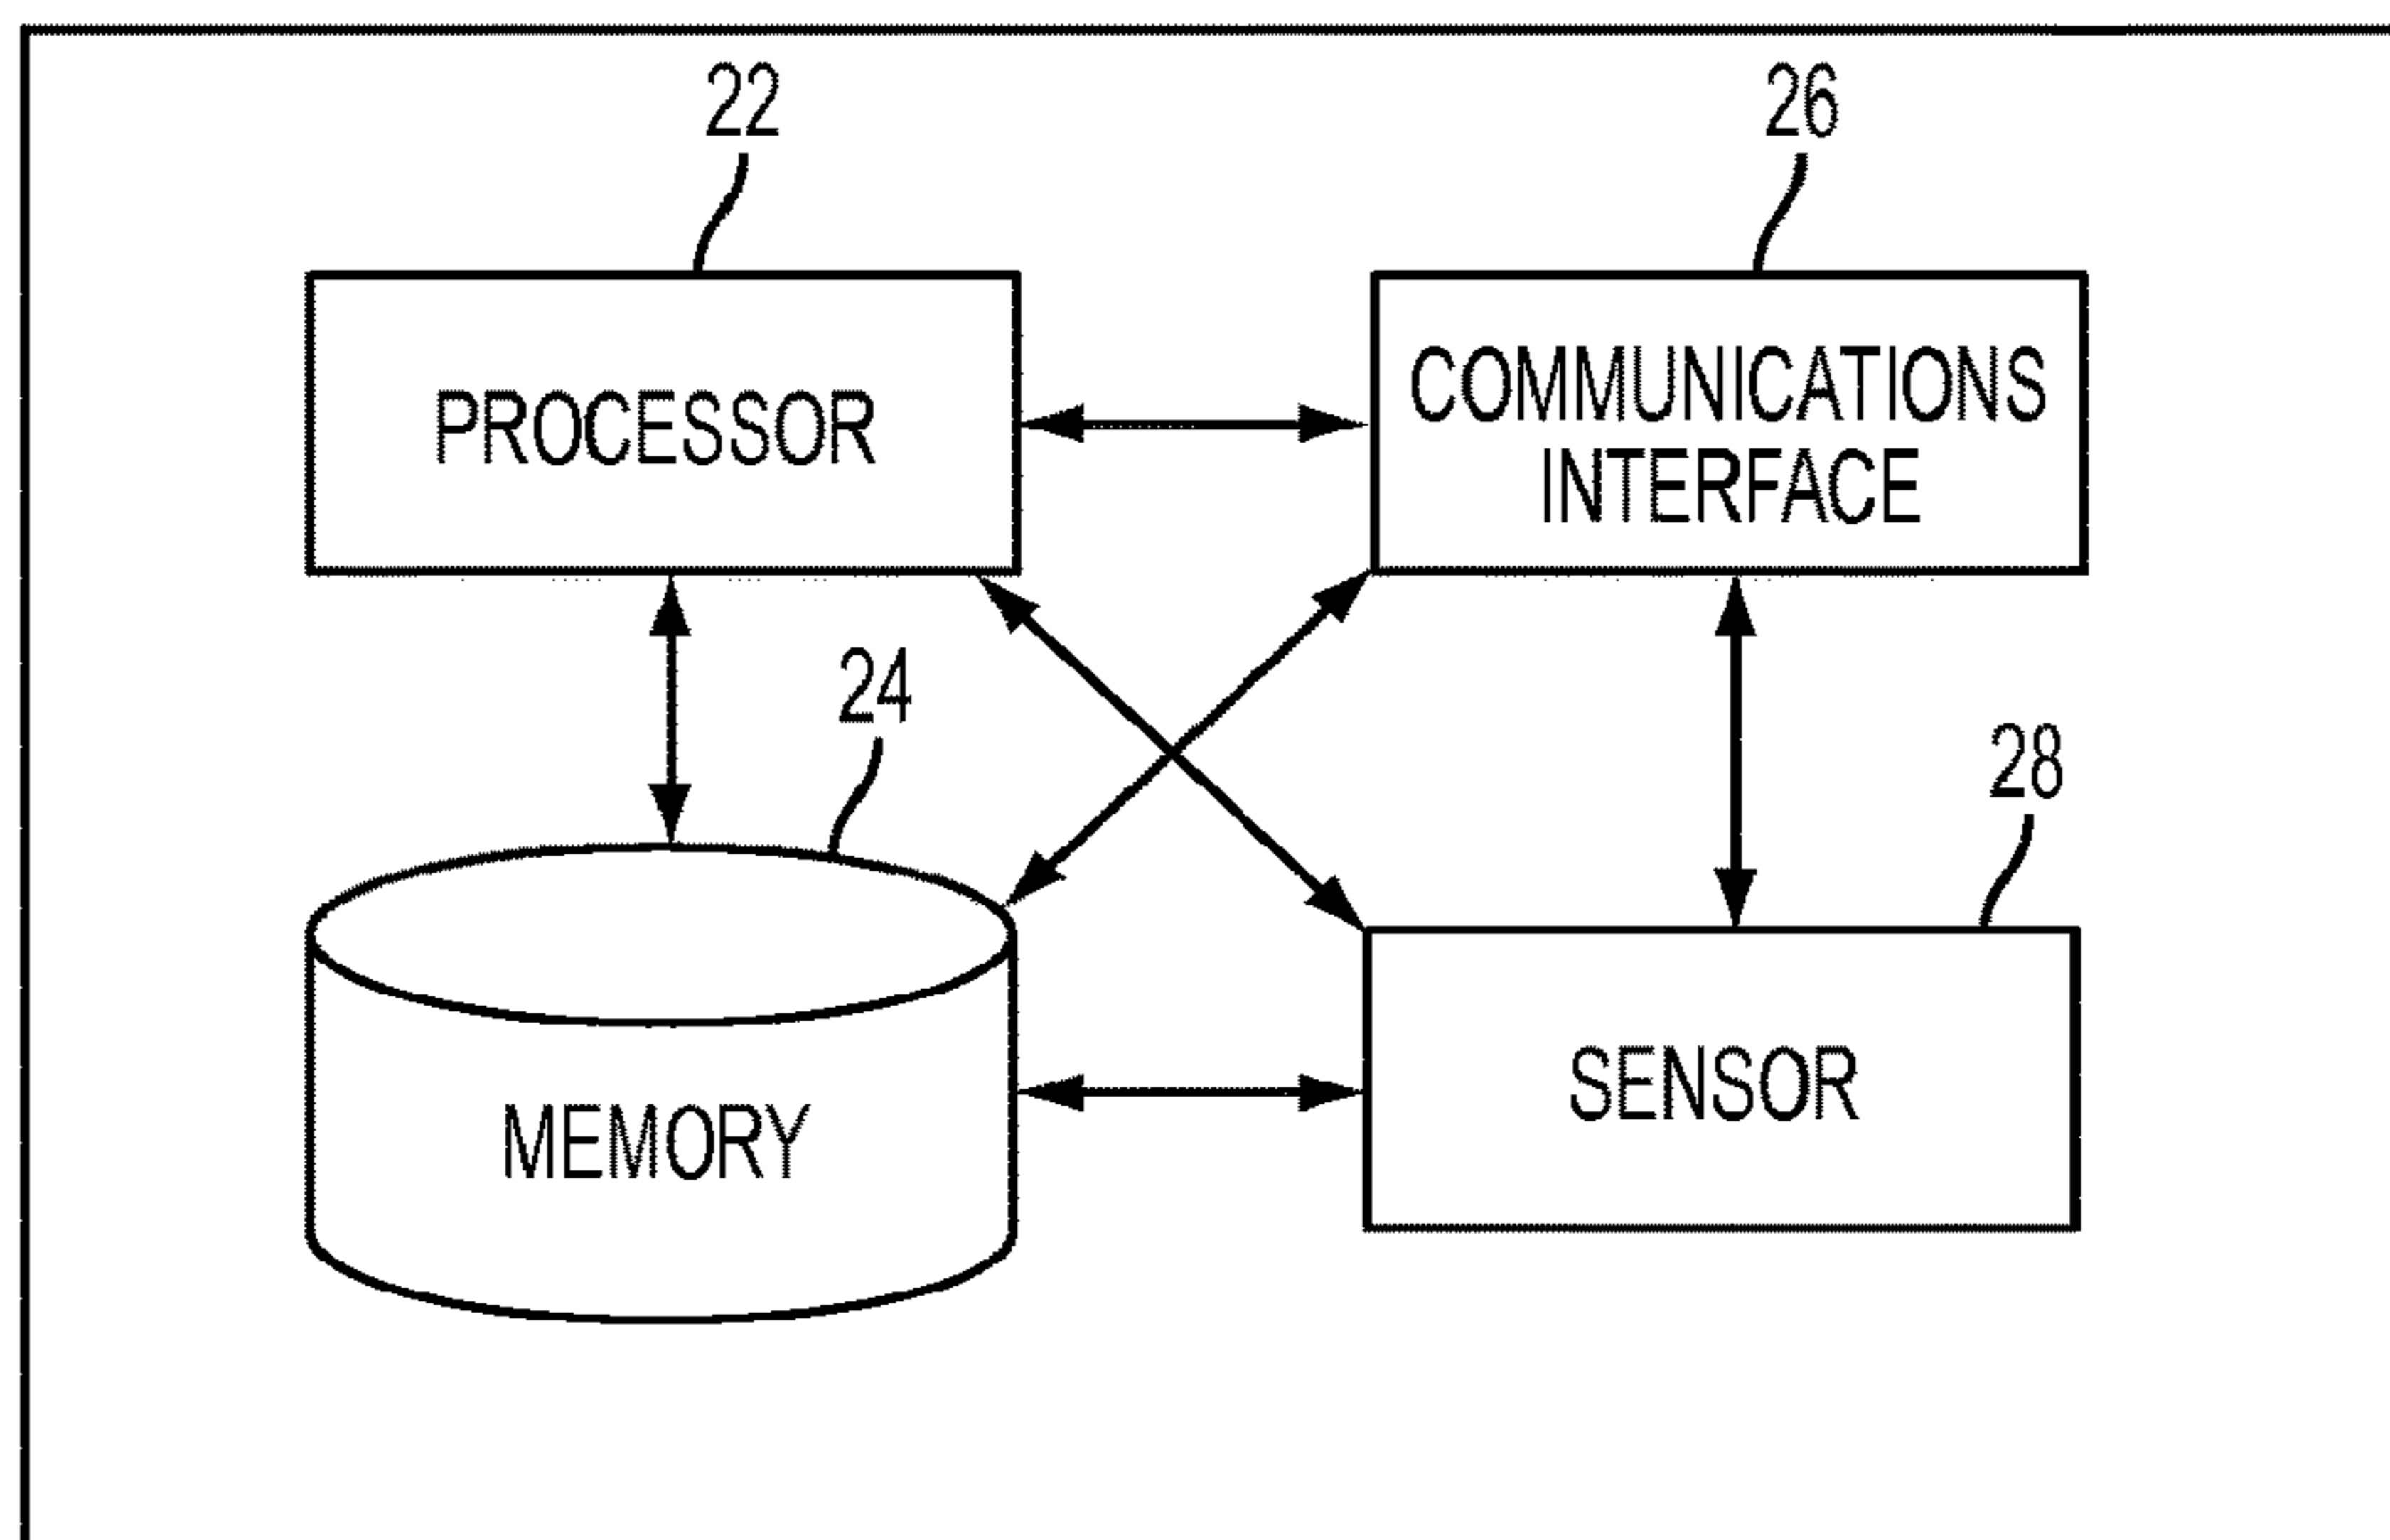 22
26
PROCESSOR
COMMUNICATIONS
INTERFACE
24
28
MEMORY
SENSOR